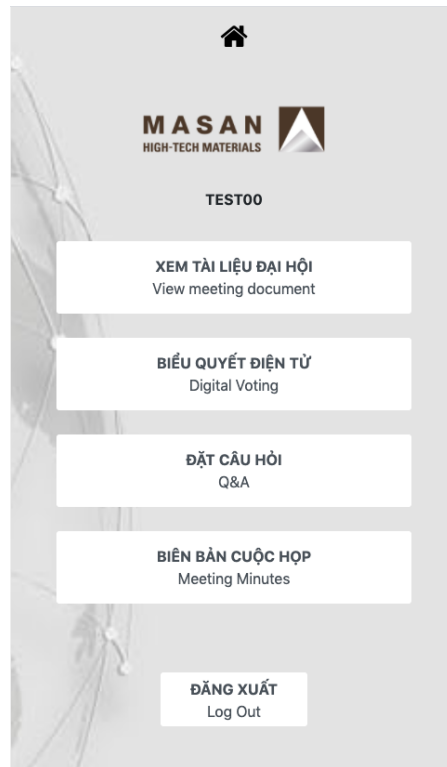 MASAN
HIGH-TECH MATERIALS
TEST00
XEM TÀI LIỆU ĐẠI HỘI
View meeting document
BIỂU QUYẾT ĐIỆN TỬ
Digital Voting
ĐẶT CÂU HỎI
Q&A
BIÊN BẢN CUỘC HỌP
Meeting Minutes
ĐĂNG XUẤT
Log Out